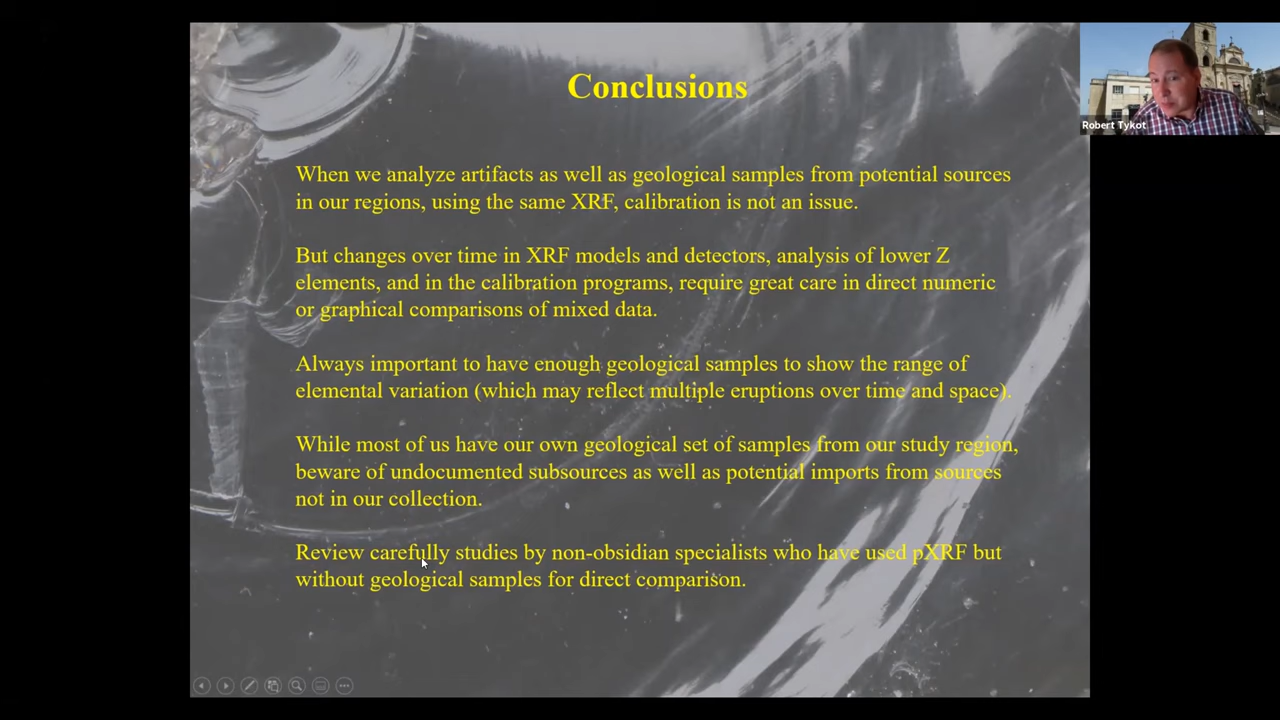 Conclusions
Robert Tykot
When we analyze artifacts as well as geological samples from potential sources
in our regions, using the same XRF, calibration is not an issue.
But changes over time in XRF models and detectors, analysis of lower Z
elements, and in the calibration programs, require great care in direct numeric
or graphical comparisons of mixed data.
Always important to have enough geological samples to show the range of
elemental variation (which may reflect multiple eruptions over time and space).
While most of us have our own geological set of samples from our study region,
beware of undocumented subsources as well as potential imports from sources
not in our collection.
Review carefully studies by non-obsidian specialists who have used pXRF but
without geological samples for direct comparison.